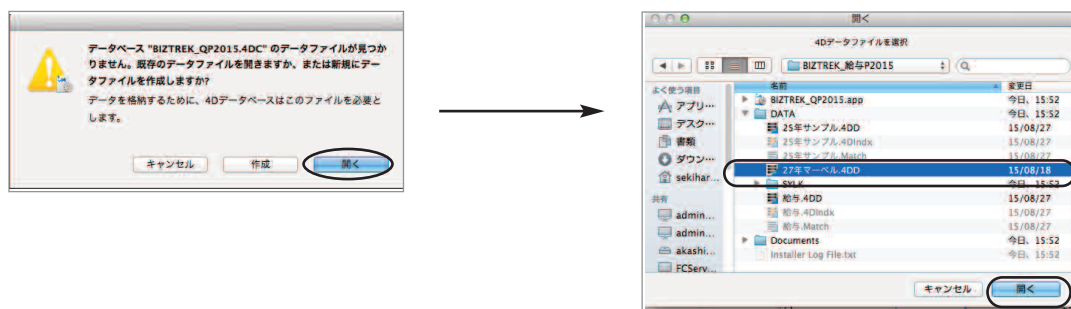 データベース "BIZTREK_QP2015.4DC" のデータファイルが見つか
りません。既存のデータファイルを開きますか、または新規にデー
タファイルを作成しますか?
データを格納するために、4Dデータベースはこのファイルを必要と
します。
キャンセル 作成 開く
開く
4Dデータファイルを選択
BIZTREK_給与P2015
よく使う項目
アプリ…
デスク…
書類
ダウン…
sekihar...
共有
admin...
admin...
akashi...
FCServ...
名前 変更日
BIZTREK_QP2015.app 今日、15:52
DATA 今日、15:52
25年サンプル.4DD 15/08/27
25年サンプル.4DIndx 15/08/27
25年サンプル.Match 15/08/27
27年マーベル.4DD 15/08/18
SYLK 今日、15:52
給与.4DD 15/08/27
給与.4DIndx 15/08/27
給与.Match 15/08/27
Documents 今日、15:52
Installer Log File.txt 今日、15:52
キャンセル 開く